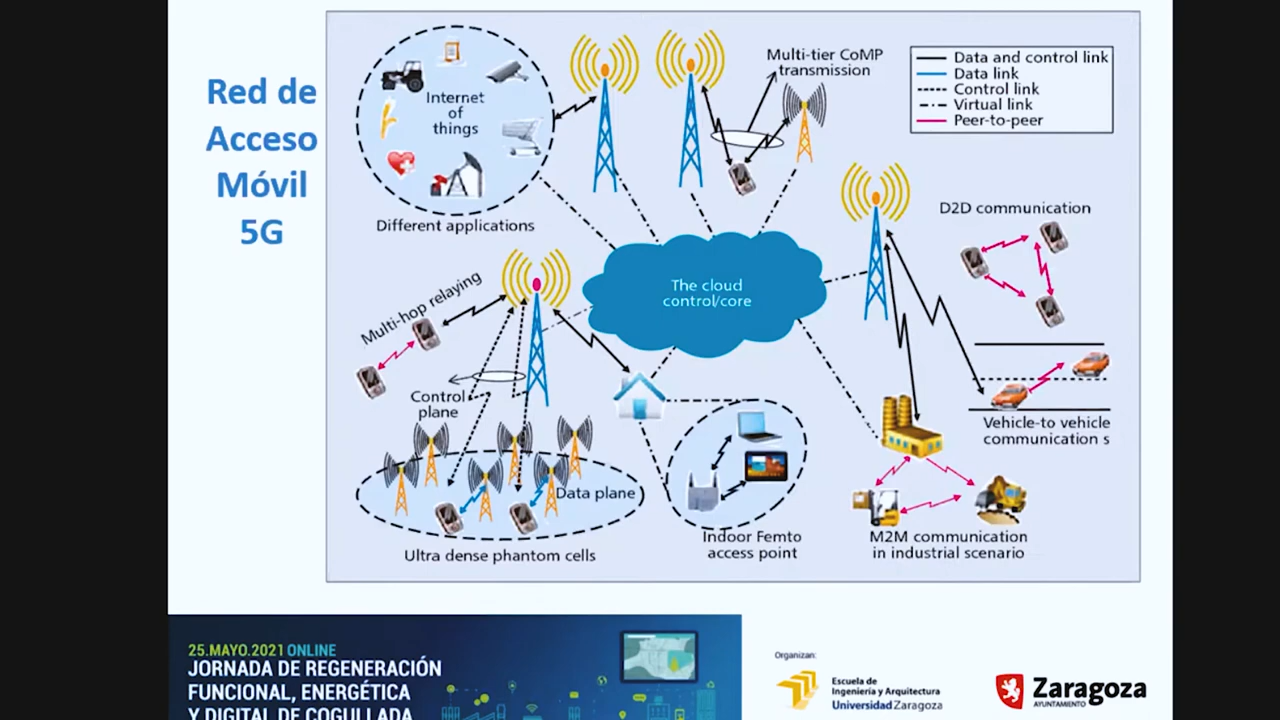 Red de
Acceso
Móvil
5G
Internet
of
things
Different applications
Multi-tier CoMP
transmission
Data and control link
Data link
Control link
Virtual link
Peer-to-peer
D2D communication
The cloud
control/core
Multi-hop relaying
Control
plane
Vehicle-to vehicle
communication s
Data plane
Ultra dense phantom cells
Indoor Femto
access point
M2M communication
in industrial scenario
25.MAYO.2021 ONLINE
JORNADA DE REGENERACIÓN
FUNCIONAL, ENERGÉTICA
Y DIGITAL DE COGULLADA
Organizan:
Escuela de
Ingeniería y Arquitectura
Universidad Zaragoza
Zaragoza
AYUNTAMIENTO